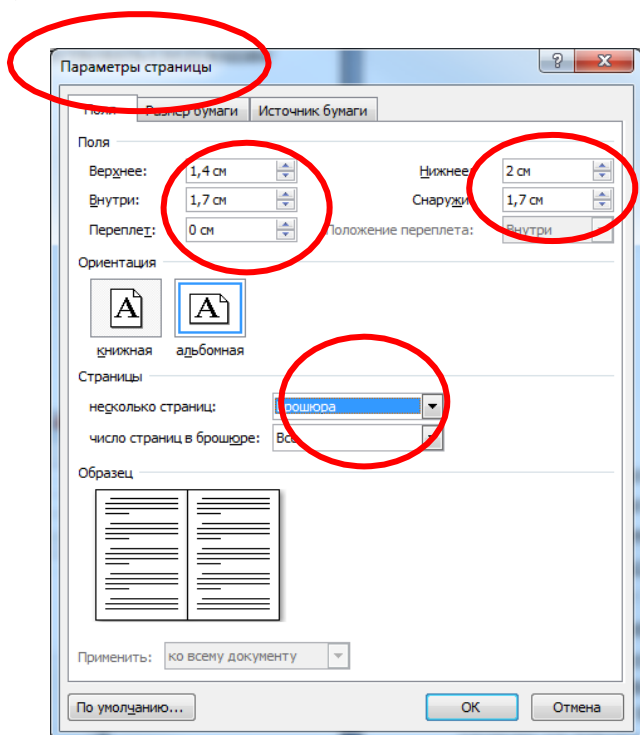 Параметры страницы
Поля Размер бумаги Источник бумаги
Поля
Верхнее: 1,4 см Нижнее: 2 см
Внутри: 1,7 см Снаружи: 1,7 см
Переплет: 0 см Положение переплета: Внутри
Ориентация
A A
книжная альбомная
Страницы
несколько страниц: Брошюра
число страниц в брошюре: Все
Образец
Применить: ко всему документу
По умолчанию... ОК Отмена